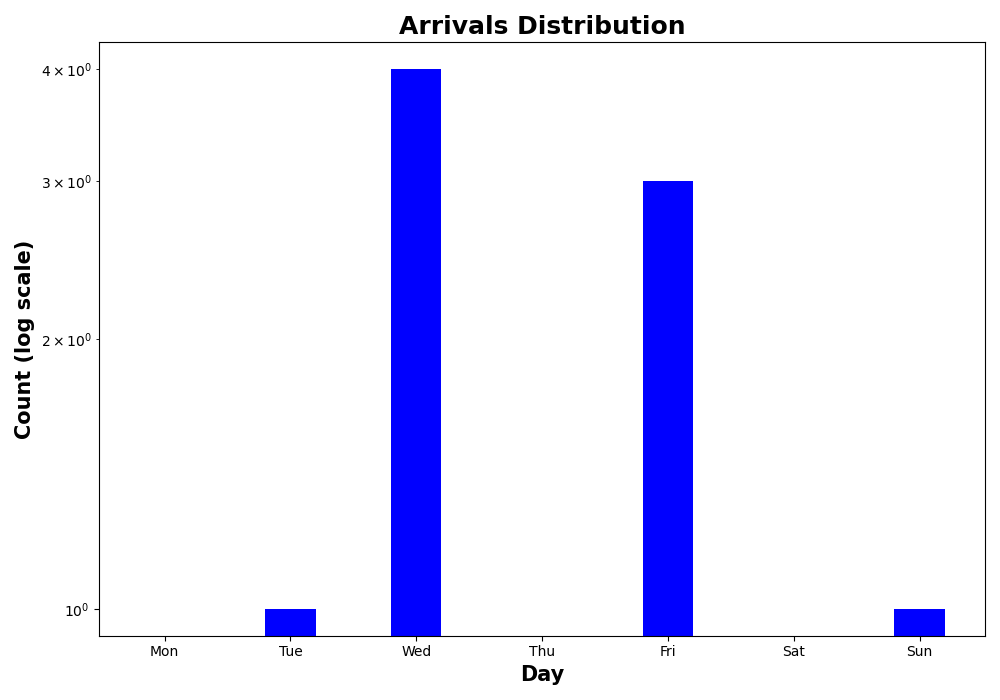 Arrivals Distribution
4 × 10⁰
3 × 10⁰
2 × 10⁰
10⁰
Count (log scale)
Mon Tue Wed Thu Fri Sat Sun
Day